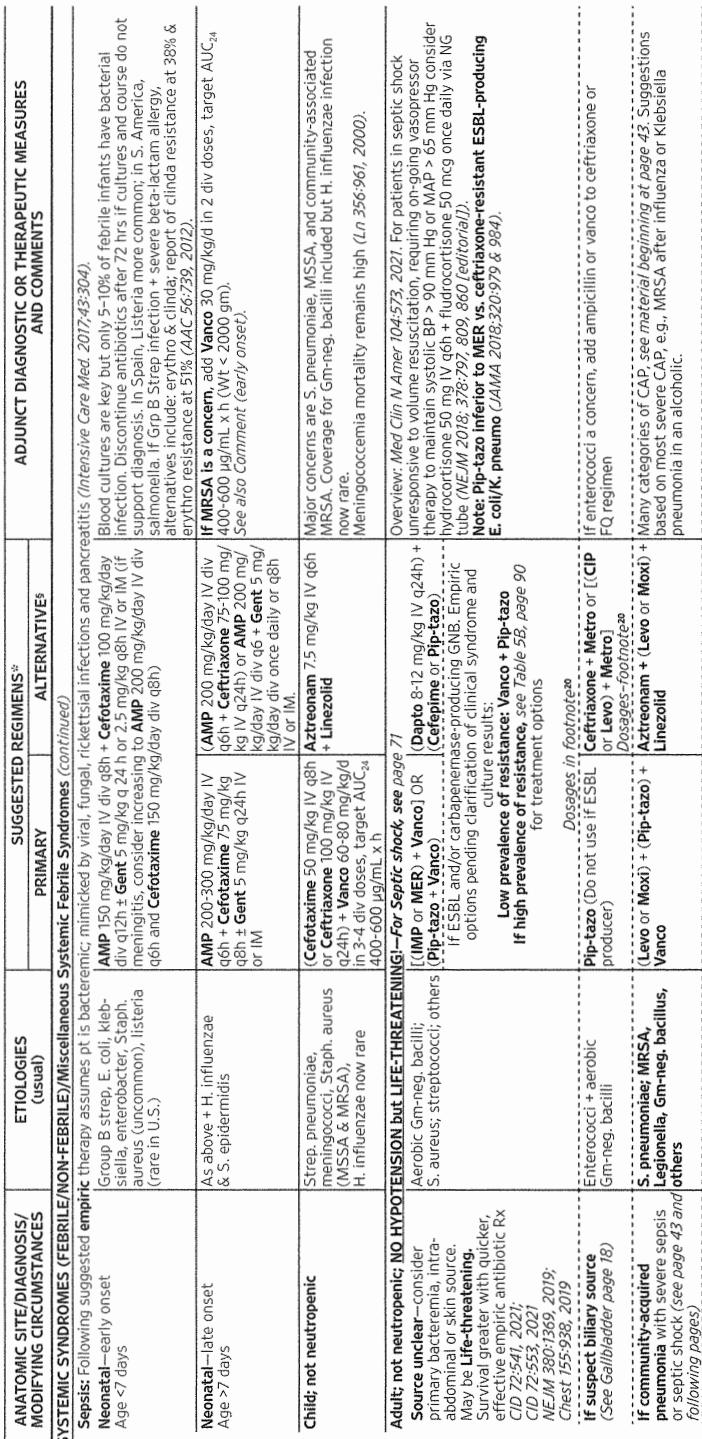 ANATOMIC SITE/DIAGNOSIS/
MODIFYING CIRCUMSTANCES
ETIOLOGIES
(usual)
SUGGESTED REGIMENS*
PRIMARY
ALTERNATIVE§
ADJUNCT DIAGNOSTIC OR THERAPEUTIC MEASURES
AND COMMENTS
SYSTEMIC SYNDROMES (FEBRILE/NON-FEBRILE)/Miscellaneous Systemic Febrile Syndromes (continued)
Sepsis: Following suggested empiric therapy assumes pt is bacteremic; mimicked by viral, fungal, rickettsial infections and pancreatitis (Intensive Care Med. 2017;43:304).
Neonatal—early onset
Age <7 days
Group B strep, E. coli, kleb-
siella, enterobacter, Staph.
aureus (uncommon), listeria
(rare in U.S.)
AMP 150 mg/kg/day IV div q8h + Cefotaxime 100 mg/kg/day
div q12h ± Gent 5 mg/kg q 24 h or 2.5 mg/kg q8h IV or IM (if
meningitis, consider increasing to AMP 200 mg/kg/day IV div
q6h and Cefotaxime 150 mg/kg/day div q8h)
Blood cultures are key but only 5-10% of febrile infants have bacterial
infection. Discontinue antibiotics after 72 hrs if cultures and course do not
support diagnosis. In Spain, Listeria more common; in S. America,
salmonella. If Grp B Strep infection + severe beta-lactam allergy,
alternatives include: erythro & clinda; report of clinda resistance at 38% &
erythro resistance at 51% (AAC 56:739, 2012).
Neonatal—late onset
Age >7 days
As above + H. influenzae
& S. epidermidis
AMP 200-300 mg/kg/day IV
q6h + Cefotaxime 75 mg/kg
q8h ± Gent 5 mg/kg q24h IV
or IM
(AMP 200 mg/kg/day IV div
q6h + Ceftriaxone 75-100 mg/
kg IV q24h) or AMP 200 mg/
kg/day IV div q6 + Gent 5 mg/
kg/day div once daily or q8h
IV or IM.
If MRSA is a concern, add Vanco 30 mg/kg/d in 2 div doses, target AUC24
400-600 µg/mL x h (Wt < 2000 gm).
See also Comment (early onset).
Child; not neutropenic
Strep. pneumoniae,
meningococci, Staph. aureus
(MSSA & MRSA),
H. influenzae now rare
(Cefotaxime 50 mg/kg IV q8h
or Ceftriaxone 100 mg/kg IV
q24h) + Vanco 60-80 mg/kg/d
in 3-4 div doses, target AUC24
400-600 µg/mL x h
Aztreonam 7.5 mg/kg IV q6h
+ Linezolid
Major concerns are S. pneumoniae, MSSA, and community-associated
MRSA. Coverage for Gm-neg. bacilli included but H. influenzae infection
now rare.
Meningococcemia mortality remains high (Ln 356:961, 2000).
Adult; not neutropenic; NO HYPOTENSION but LIFE-THREATENING!—For Septic shock, see page 71
Source unclear—consider
primary bacteremia, intra-
abdominal or skin source.
May be Life-threatening.
Survival greater with quicker,
effective empiric antibiotic Rx
CID 72:541, 2021;
CID 72:553, 2021
NEJM 380:1369, 2019;
Chest 155:938, 2019
Aerobic Gm-neg. bacilli;
S. aureus; streptococci; others
[(IMP or MER) + Vanco] OR
(Pip-tazo + Vanco)
(Dapto 8-12 mg/kg IV q24h) +
(Cefepime or Pip-tazo)
If ESBL and/or carbapenemase-producing GNB. Empiric
options pending clarification of clinical syndrome and
culture results:
Low prevalence of resistance: Vanco + Pip-tazo
If high prevalence of resistance, see Table 5B, page 90
for treatment options
Dosages in footnote20
Overview: Med Clin N Amer 104:573, 2021. For patients in septic shock
unresponsive to volume resuscitation, requiring on-going vasopressor
therapy to maintain systolic BP > 90 mm Hg or MAP > 65 mm Hg consider
hydrocortisone 50 mg IV q6h + fludrocortisone 50 mcg once daily via NG
tube (NEJM 2018; 378:797, 809, 860 [editorial]).
Note: Pip-tazo inferior to MER vs. ceftriaxone-resistant ESBL-producing
E. coli/K. pneumo (JAMA 2018;320:979 & 984).
If suspect biliary source
(See Gallbladder page 18)
Enterococci + aerobic
Gm-neg. bacilli
Pip-tazo (Do not use if ESBL
producer)
Ceftriaxone + Metro or [(CIP
or Levo) + Metro]
Dosages-footnote20
If enterococci a concern, add ampicillin or vanco to ceftriaxone or
FQ regimen
If community-acquired
pneumonia with severe sepsis
or septic shock (see page 43 and
following pages)
S. pneumoniae; MRSA,
Legionella, Gm-neg. bacillus,
others
(Levo or Moxi) + (Pip-tazo) +
Vanco
Aztreonam + (Levo or Moxi) +
Linezolid
Many categories of CAP, see material beginning at page 43. Suggestions
based on most severe CAP, e.g., MRSA after influenza or Klebsiella
pneumonia in an alcoholic.